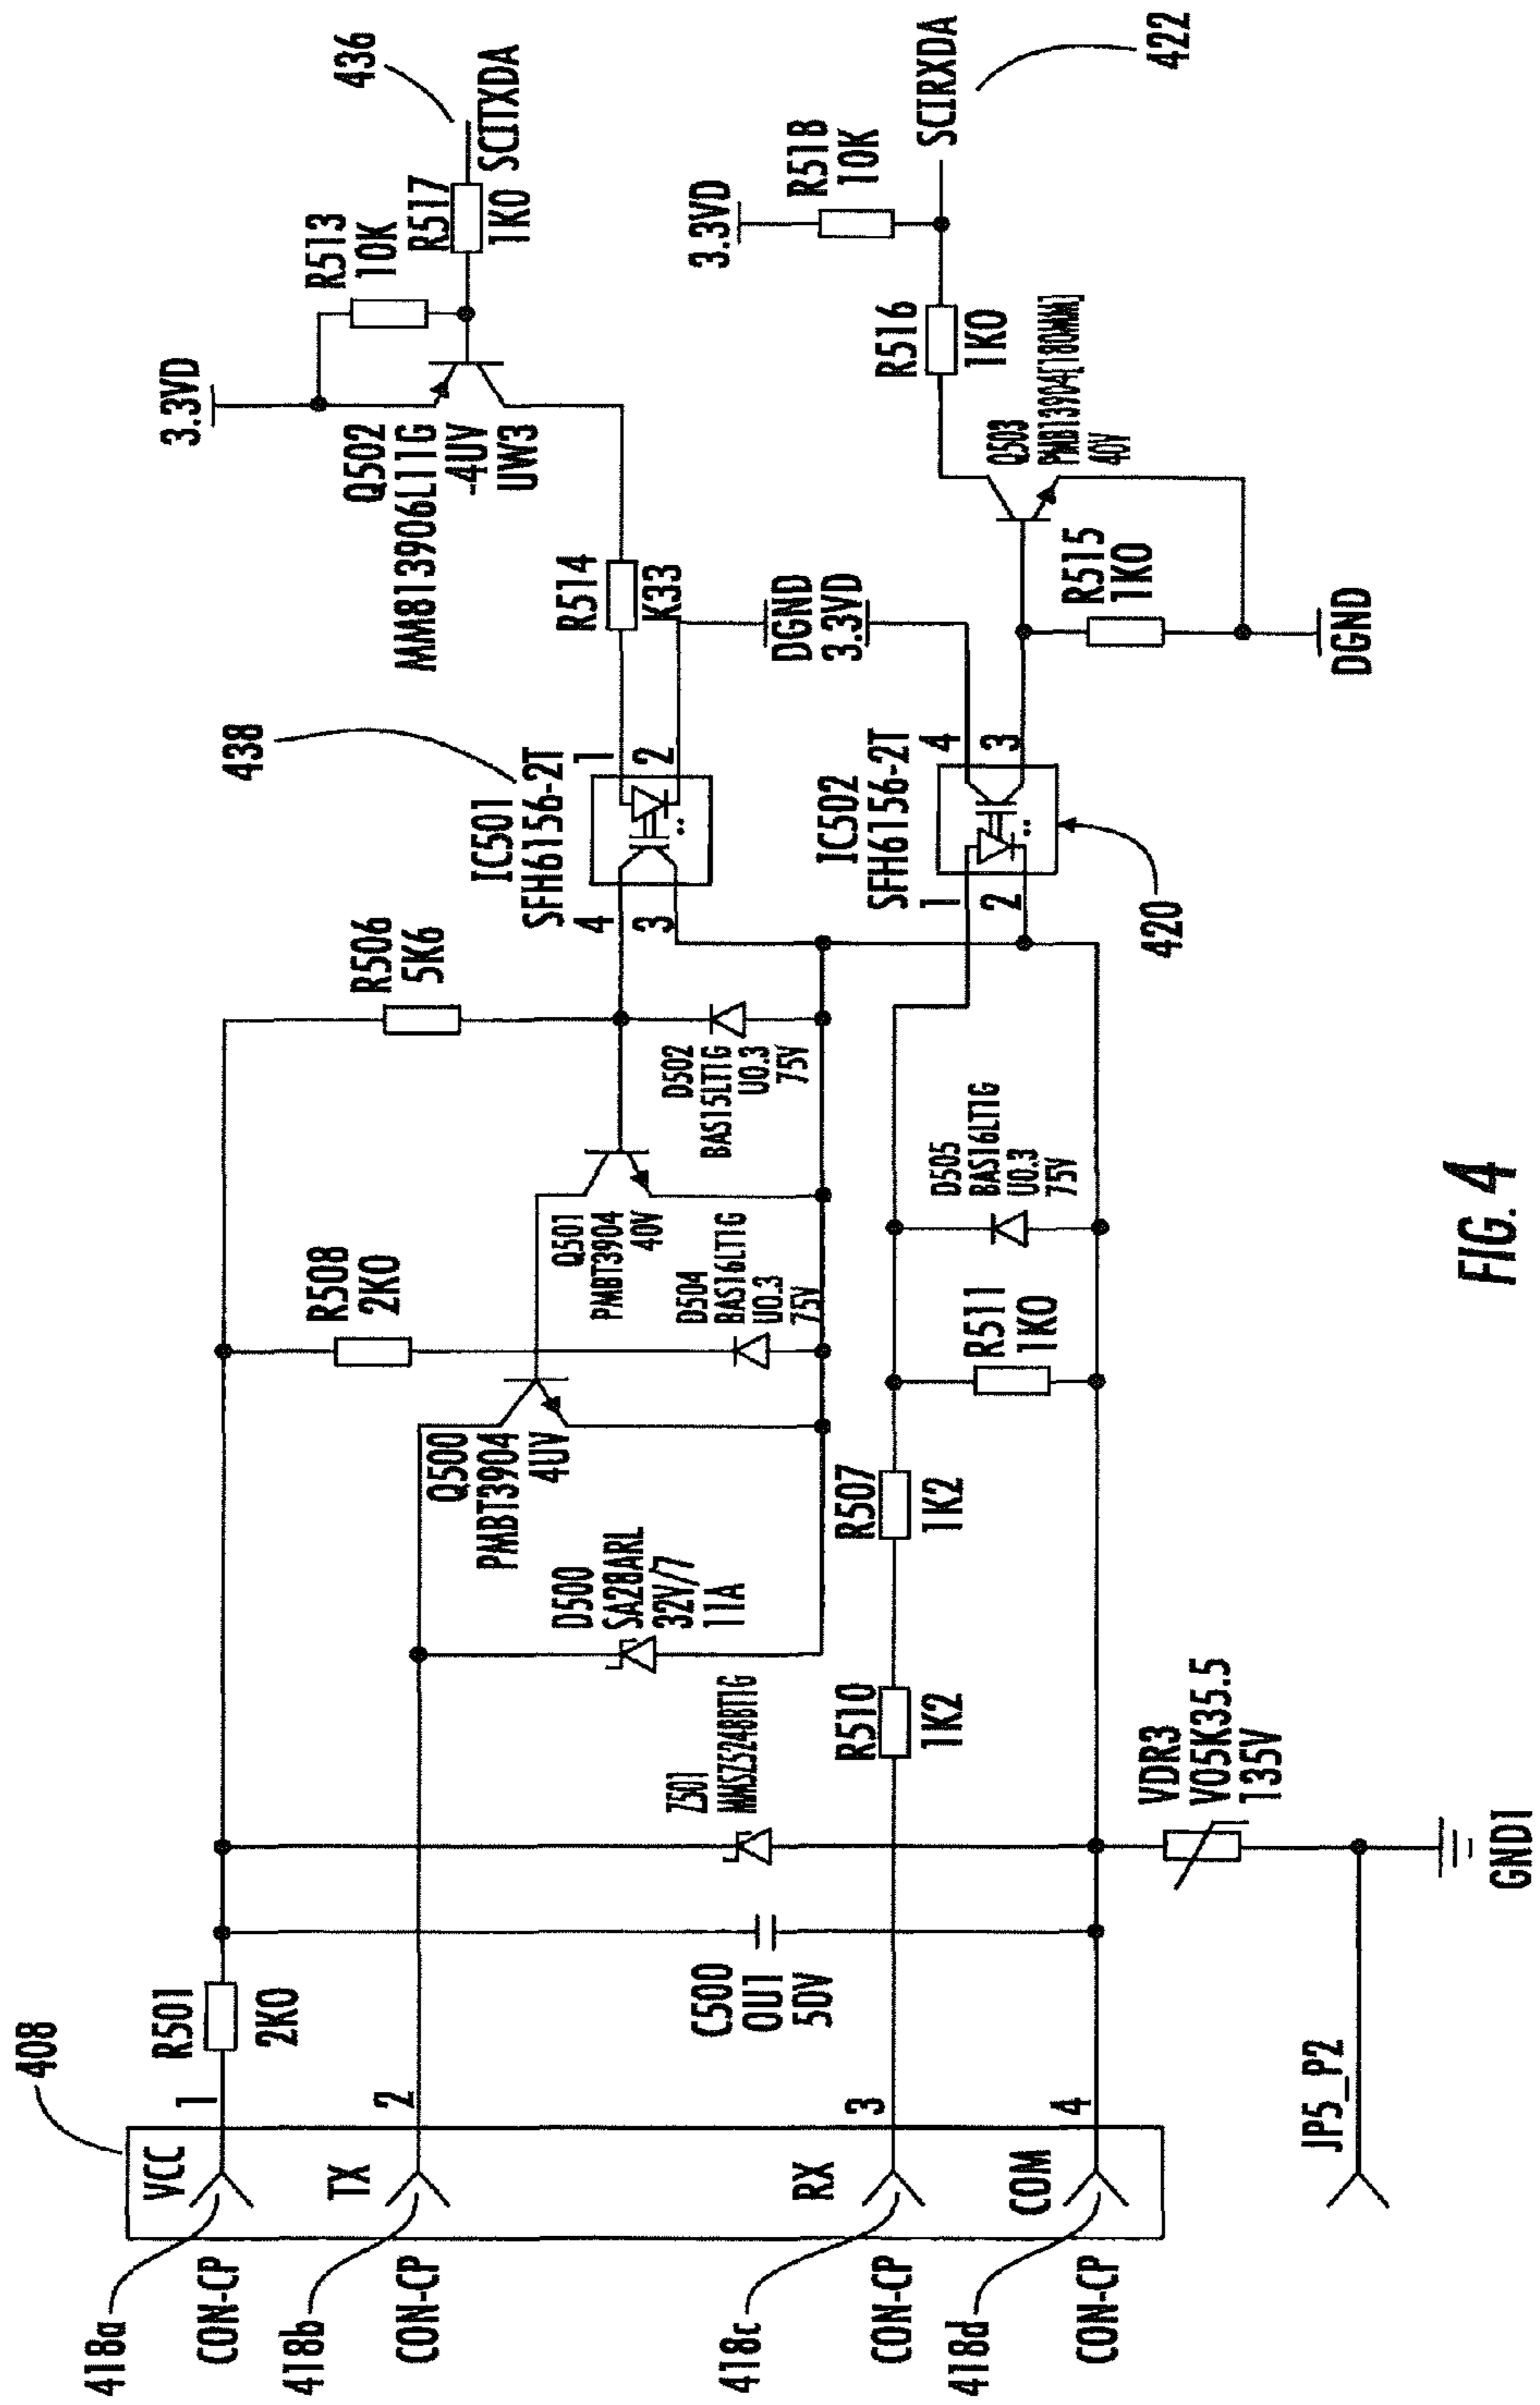 408
418a
CON-CP
VCC
1
R501
2K0
418b
CON-CP
TX
2
418c
CON-CP
RX
3
418d
CON-CP
COM
4
C500
0U1
50V
Z501
MMSZ5248BT1G
JP5_P2
VDR3
V05K35.5
135V
GND1
D500
SA28ARL
32V/7
11A
R510
1K2
R507
1K2
Q500
PMBT3904
4UV
R508
2K0
D504
BAS16LT1G
U0.3
75V
R511
1K0
Q501
PMBT3904
40V
D505
BAS16LT1G
U0.3
75V
R506
5K6
D502
BAS15LT1G
U0.3
75V
438
IC501
SFH6156-2T
4
3
1
2
IC502
SFH6156-2T
1
2
4
3
420
R514
K33
DGND
3.3VD
R515
1K0
DGND
3.3VD
Q502
MM813906L11G
-4UV
UW3
Q503
PMB13904[180MM]
40V
R513
10K
R517
1K0
SCITXDA
436
R516
1K0
3.3VD
R518
10K
SCIRXDA
422
FIG. 4